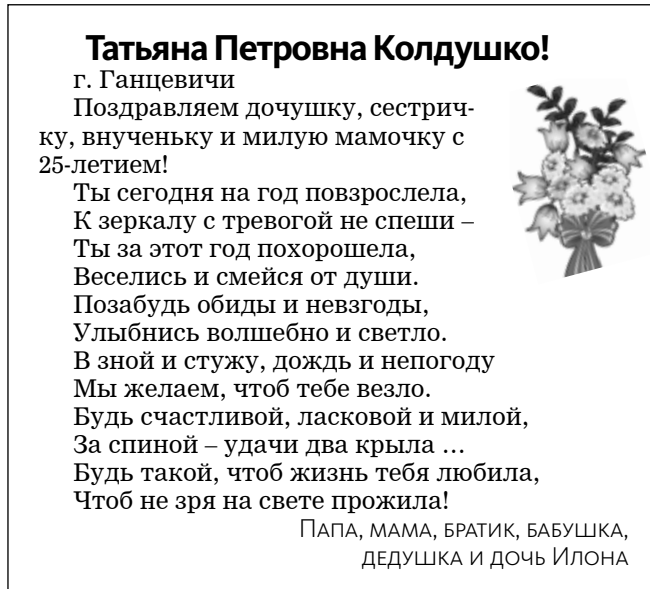 Татьяна Петровна Колдушко!
г. Ганцевичи
Поздравляем дочушку, сестрич-
ку, внученьку и милую мамочку с
25-летием!
Ты сегодня на год повзрослела,
К зеркалу с тревогой не спеши –
Ты за этот год похорошела,
Веселись и смейся от души.
Позабудь обиды и невзгоды,
Улыбнись волшебно и светло.
В зной и стужу, дождь и непогоду
Мы желаем, чтоб тебе везло.
Будь счастливой, ласковой и милой,
За спиной – удачи два крыла ...
Будь такой, чтоб жизнь тебя любила,
Чтоб не зря на свете прожила!
Папа, мама, братик, бабушка,
дедушка и дочь Илона